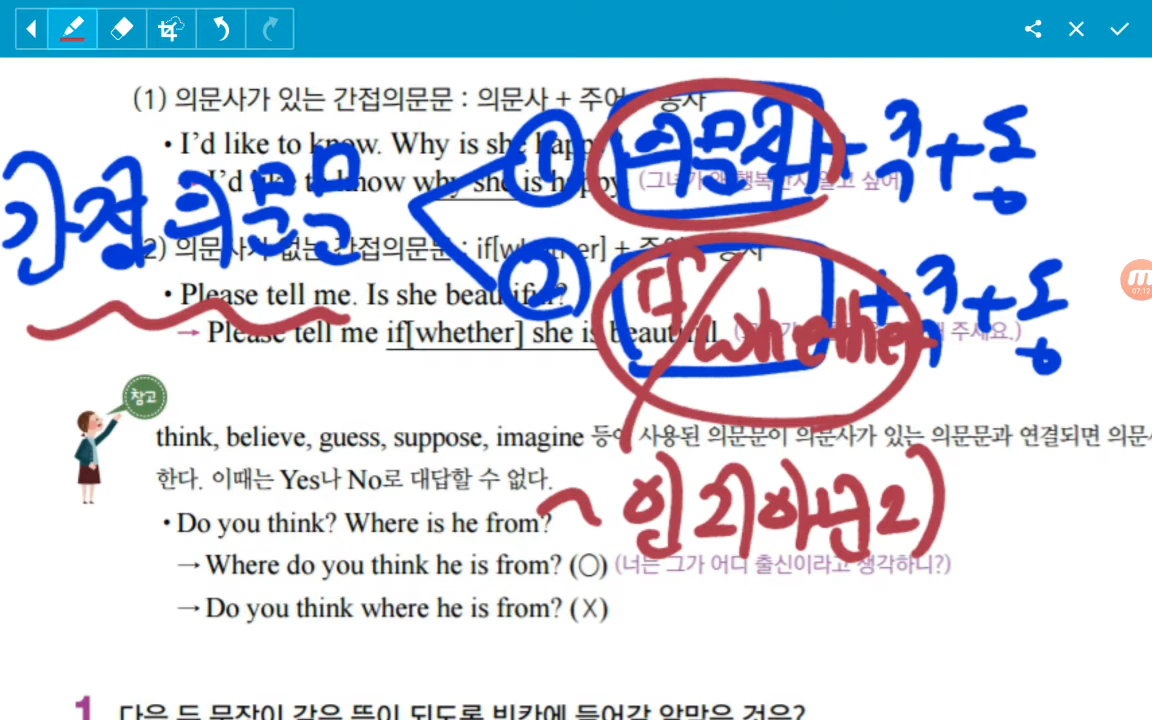 (1) 의문사가 있는 간접의문문 : 의문사 + 주어 + 동사
• I'd like to know. Why is she happy?
I'd like to know why she is happy. (그녀가 왜 행복한지 알고 싶어
간접의문문
① 의문사 + 주 + 동
2) 의문사가 없는 간접의문문 : if[whether] + 주어 + 동사
② If/whether + 주 + 동
• Please tell me. Is she beautiful?
→ Please tell me if[whether] she is beautiful. 주세요.)
~ 인지 아닌지
참고
think, believe, guess, suppose, imagine 등이 사용된 의문문이 의문사가 있는 의문문과 연결되면 의문
한다. 이때는 Yes나 No로 대답할 수 없다.
• Do you think? Where is he from?
→ Where do you think he is from? (○) (너는 그가 어디 출신이라고 생각하니?)
→ Do you think where he is from? (X)
1 다음 두 문장이 같은 뜻이 되도록 빈칸에 들어갈 알맞은 것은?
07:12